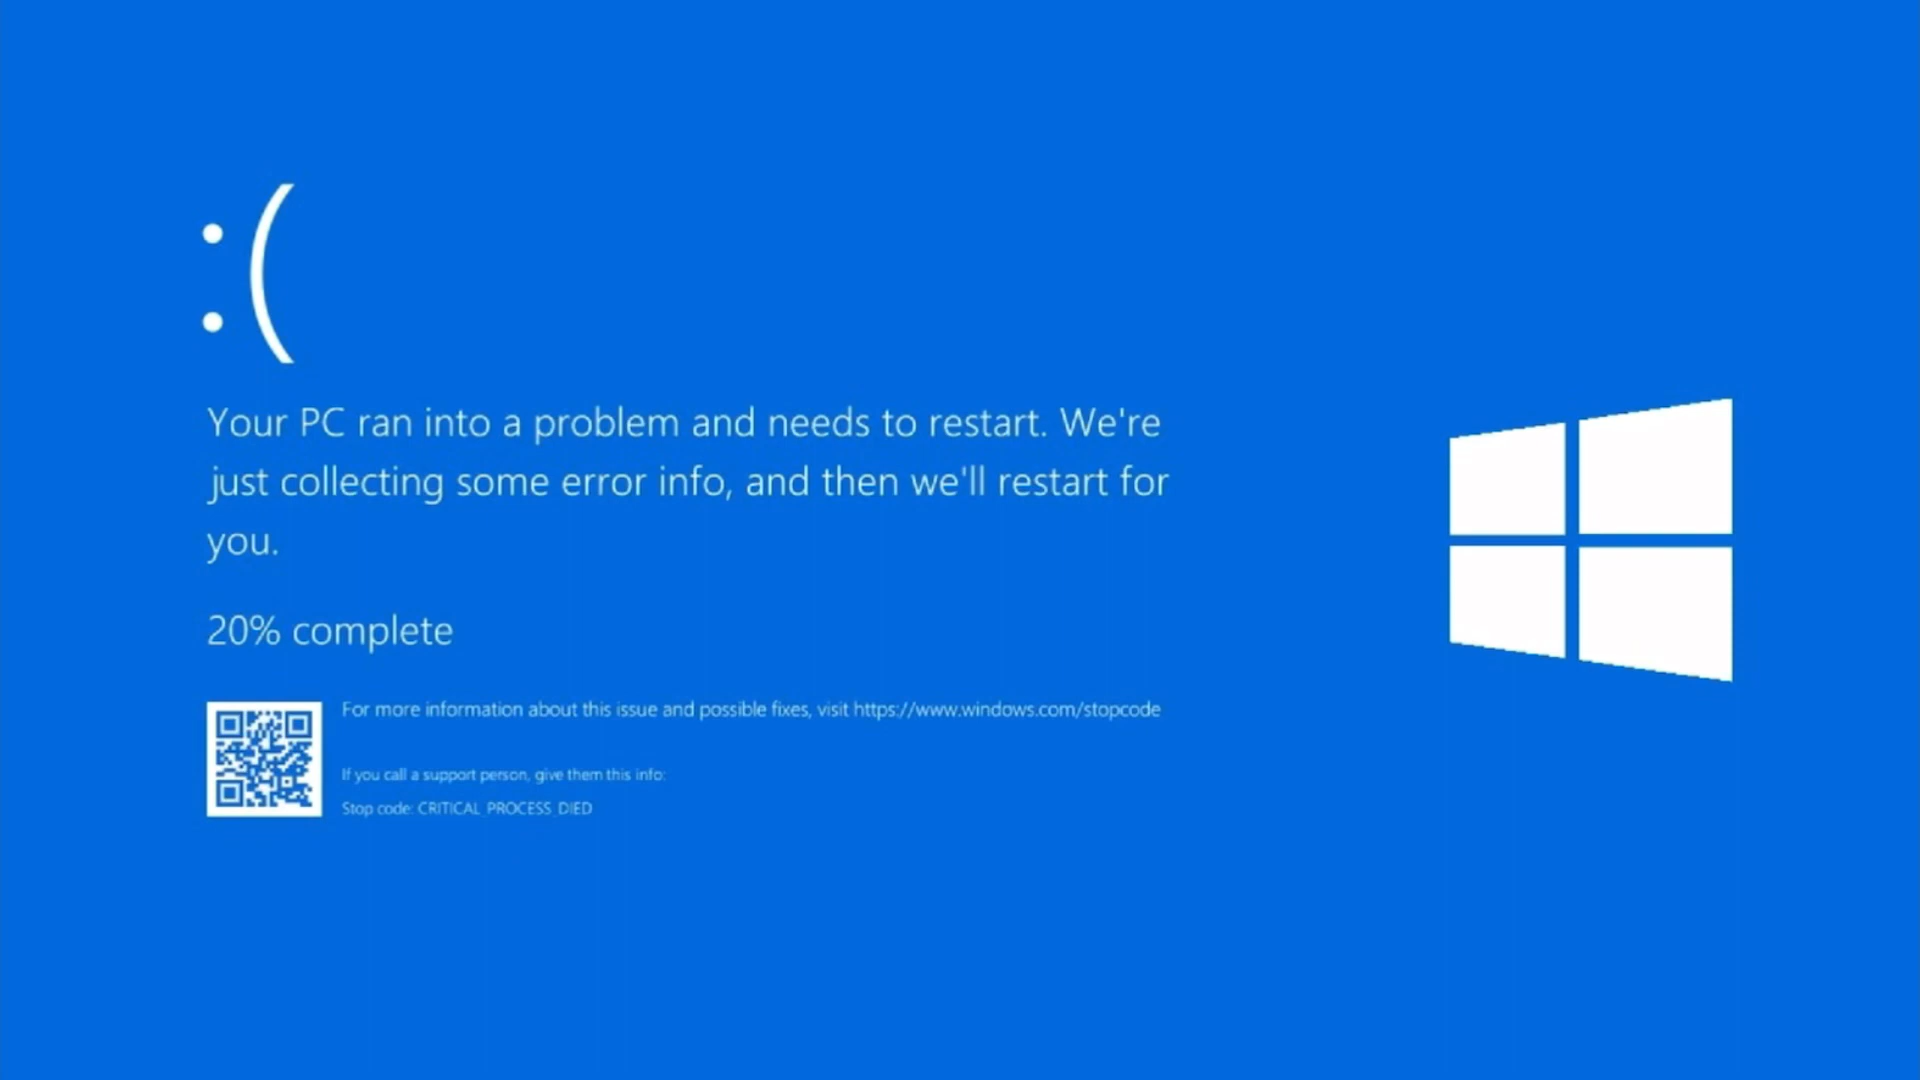 :(
Your PC ran into a problem and needs to restart. We're
just collecting some error info, and then we'll restart for
you.
20% complete
For more information about this issue and possible fixes, visit https://www.windows.com/stopcode
If you call a support person, give them this info:
Stop code: CRITICAL_PROCESS_DIED